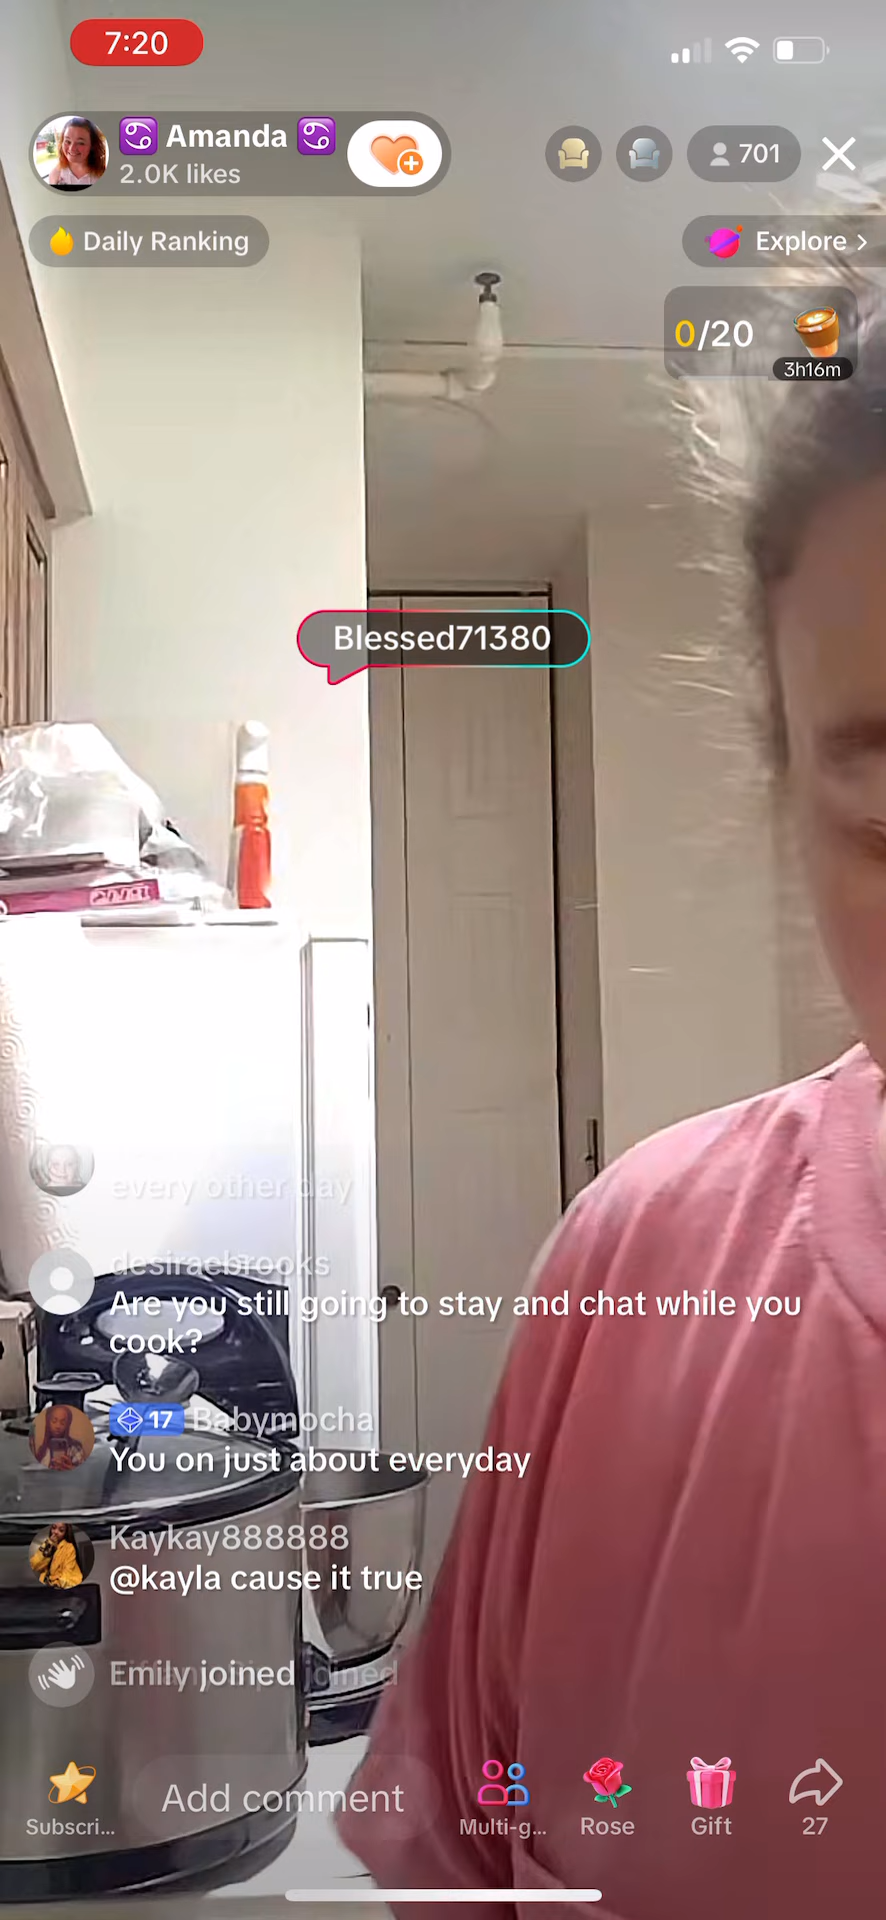 7:20
♋ Amanda ♋
2.0K likes
701
Daily Ranking
Explore >
0/20
3h16m
Blessed71380
every other day
desiraebrooks
Are you still going to stay and chat while you
cook?
17 Babymocha
You on just about everyday
Kaykay888888
@kayla cause it true
Emily joined joined
Subscri...
Add comment
Multi-g...
Rose
Gift
27